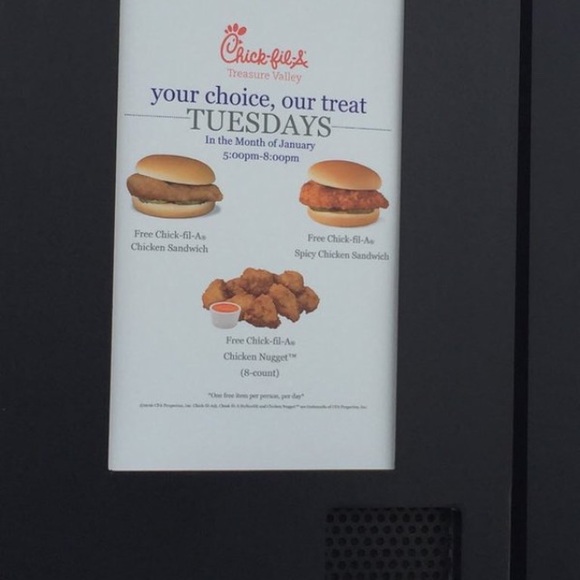 Chick-fil-A®
Treasure Valley
your choice, our treat
TUESDAYS
In the Month of January
5:00pm-8:00pm
Free Chick-fil-A®
Chicken Sandwich
Free Chick-fil-A®
Spicy Chicken Sandwich
Free Chick-fil-A®
Chicken Nugget™
(8-count)
"One free item per person, per day"